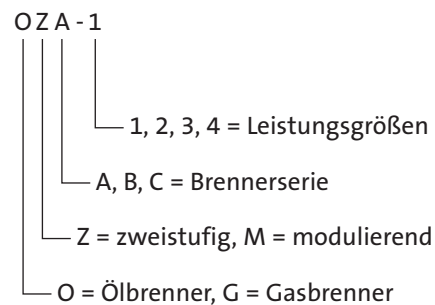 OZA-1
1, 2, 3, 4 = Leistungsgrößen
A, B, C = Brennerserie
Z = zweistufig, M = modulierend
O = Ölbrenner, G = Gasbrenner